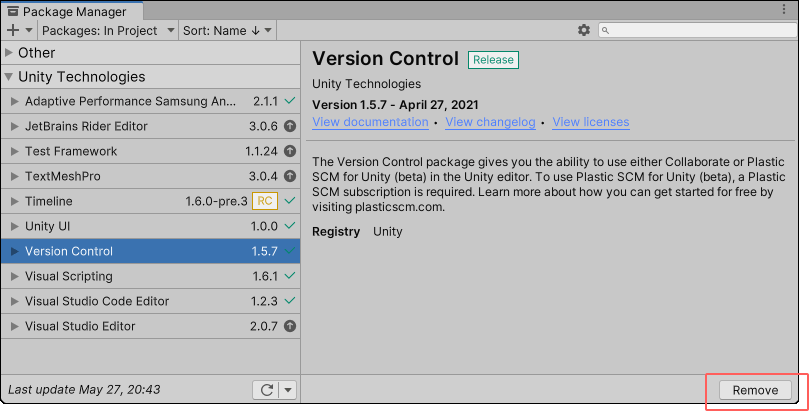 Package Manager
Packages: In Project Sort: Name ↓
Other
Unity Technologies
Adaptive Performance Samsung An... 2.1.1
JetBrains Rider Editor 3.0.6
Test Framework 1.1.24
TextMeshPro 3.0.4
Timeline 1.6.0-pre.3 RC
Unity UI 1.0.0
Version Control 1.5.7
Visual Scripting 1.6.1
Visual Studio Code Editor 1.2.3
Visual Studio Editor 2.0.7
Last update May 27, 20:43
Version Control Release
Unity Technologies
Version 1.5.7 - April 27, 2021
View documentation • View changelog • View licenses
The Version Control package gives you the ability to use either Collaborate or Plastic
SCM for Unity (beta) in the Unity editor. To use Plastic SCM for Unity (beta), a Plastic
SCM subscription is required. Learn more about how you can get started for free by
visiting plasticscm.com.
Registry Unity
Remove